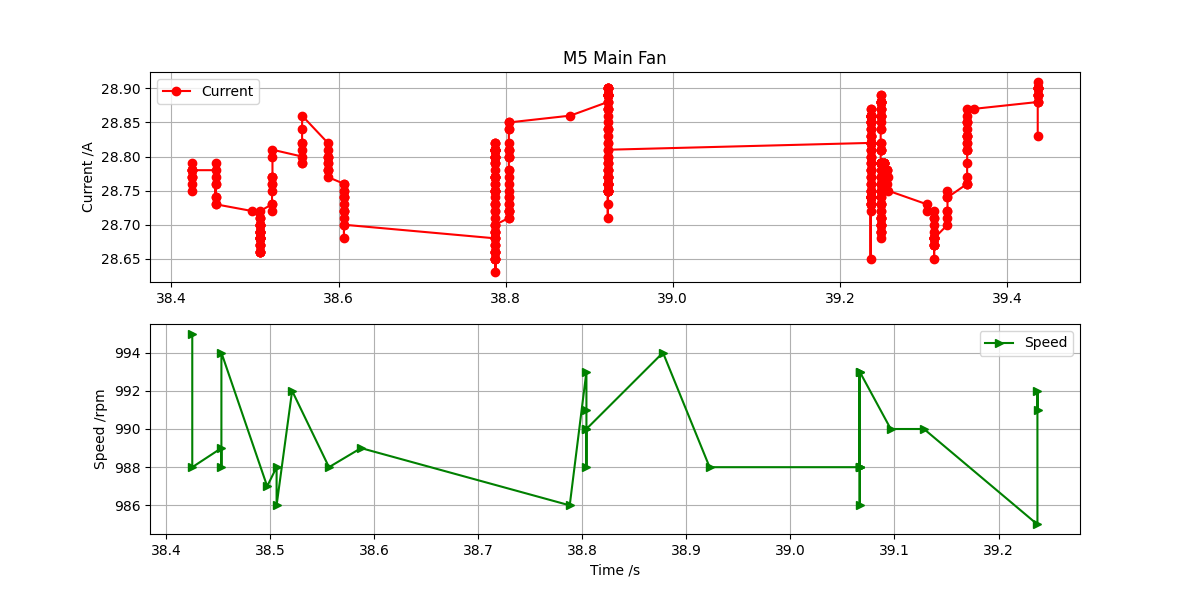 M5 Main Fan
Current /A
28.90
28.85
28.80
28.75
28.70
28.65
Current
38.4 38.6 38.8 39.0 39.2 39.4
Speed /rpm
994
992
990
988
986
Speed
38.4 38.5 38.6 38.7 38.8 38.9 39.0 39.1 39.2
Time /s